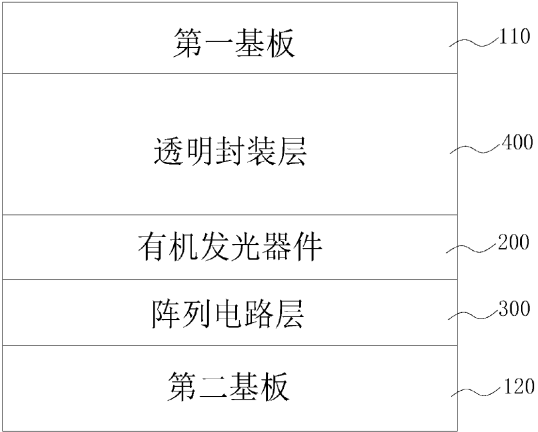 第一基板 110
透明封装层 400
有机发光器件 200
阵列电路层 300
第二基板 120